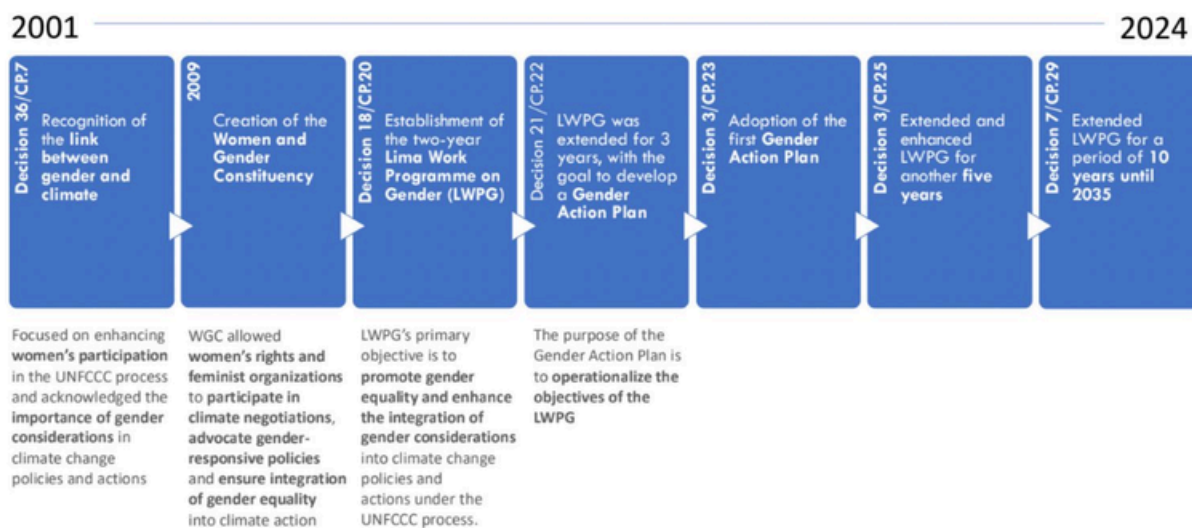 2001
2024
Decision 36/CP.7
Recognition of
the link
between
gender and
climate
2009
Creation of the
Women and
Gender
Constituency
Decision 18/CP.20
Establishment of
the two-year
Lima Work
Programme on
Gender (LWPG)
Decision 21/CP.22
LWPG was
extended for 3
years, with the
goal to develop
a Gender
Action Plan
Decision 3/CP.23
Adoption of the
first Gender
Action Plan
Decision 3/CP.25
Extended and
enhanced
LWPG for
another five
years
Decision 7/CP.29
Extended
LWPG for a
period of 10
years until
2035
Focused on enhancing
women's participation
in the UNFCCC process
and acknowledged the
importance of gender
considerations in
climate change
policies and actions
WGC allowed
women's rights and
feminist organizations
to participate in
climate negotiations,
advocate gender-
responsive policies
and ensure integration
of gender equality
into climate action
LWPG's primary
objective is to
promote gender
equality and enhance
the integration of
gender considerations
into climate change
policies and
actions under the
UNFCCC process.
The purpose of the
Gender Action Plan is
to operationalize the
objectives of the
LWPG